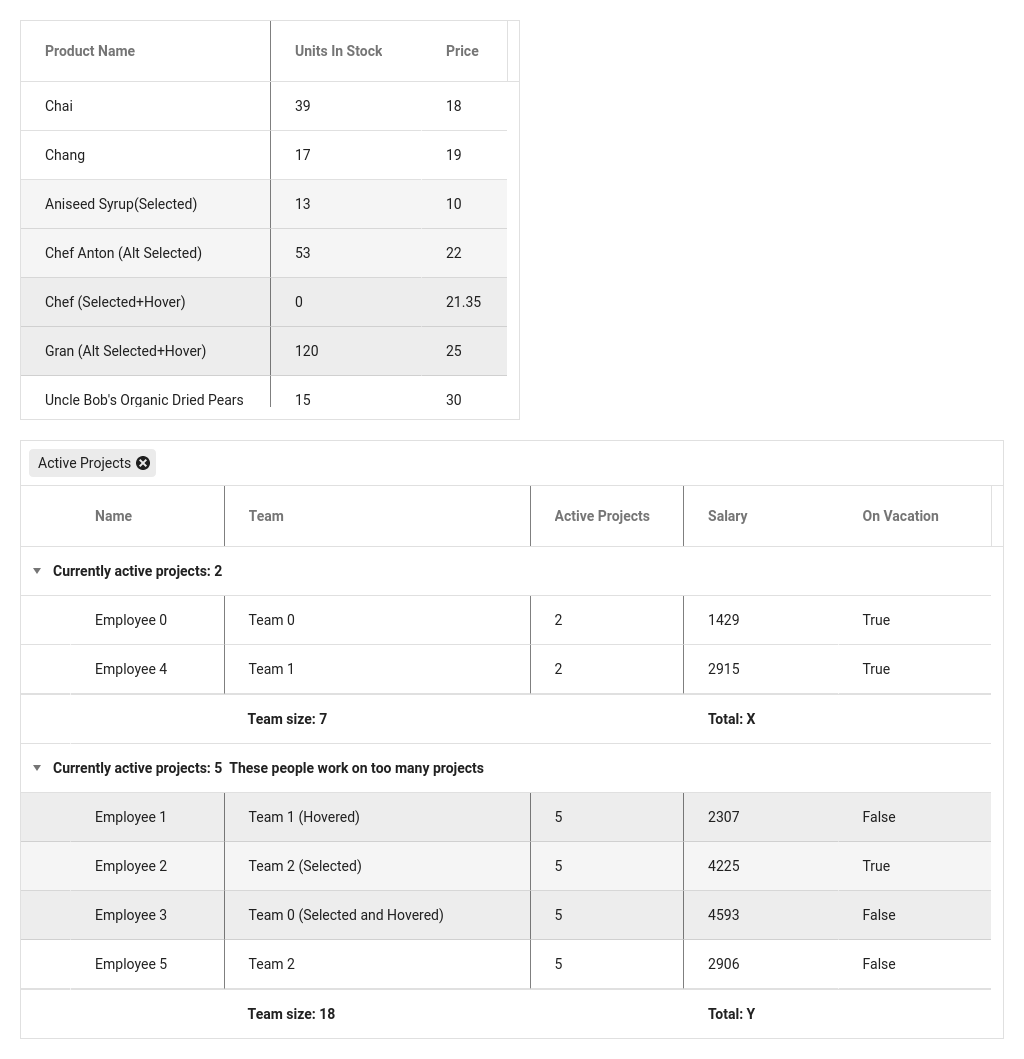 Product Name Units In Stock Price
Chai 39 18
Chang 17 19
Aniseed Syrup(Selected) 13 10
Chef Anton (Alt Selected) 53 22
Chef (Selected+Hover) 0 21.35
Gran (Alt Selected+Hover) 120 25
Uncle Bob's Organic Dried Pears 15 30
Active Projects
Name Team Active Projects Salary On Vacation
Currently active projects: 2
Employee 0 Team 0 2 1429 True
Employee 4 Team 1 2 2915 True
Team size: 7 Total: X
Currently active projects: 5 These people work on too many projects
Employee 1 Team 1 (Hovered) 5 2307 False
Employee 2 Team 2 (Selected) 5 4225 True
Employee 3 Team 0 (Selected and Hovered) 5 4593 False
Employee 5 Team 2 5 2906 False
Team size: 18 Total: Y